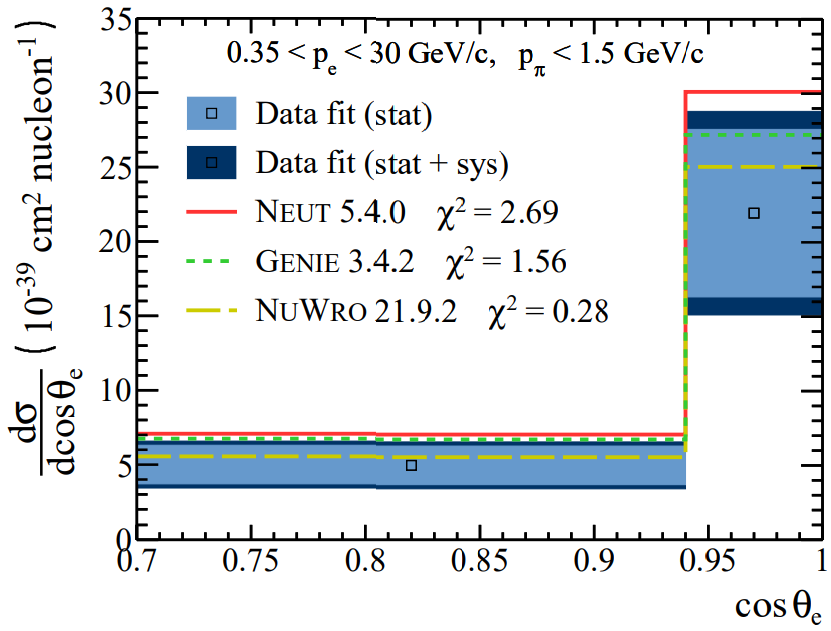 0.35 < pₑ < 30 GeV/c, p_π < 1.5 GeV/c
Data fit (stat)
Data fit (stat + sys)
NEUT 5.4.0 χ² = 2.69
GENIE 3.4.2 χ² = 1.56
NUWRO 21.9.2 χ² = 0.28
dσ/dcosθₑ (10⁻³⁹ cm² nucleon⁻¹)
35
30
25
20
15
10
5
0
0.7 0.75 0.8 0.85 0.9 0.95 1
cosθₑ